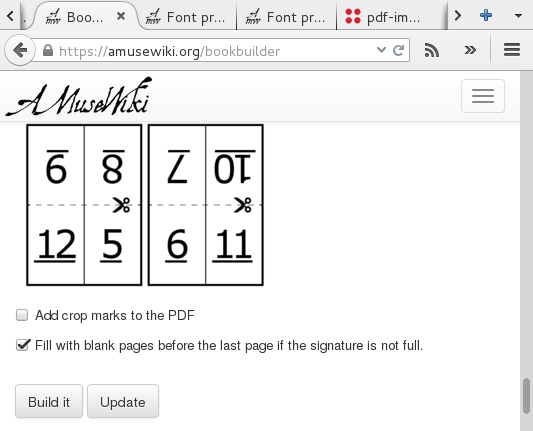 Boo...
Font pr...
Font pr...
pdf-im...
https://amusewiki.org/bookbuilder
A MuseWiki
9 8 7 10
12 5 6 11
Add crop marks to the PDF
Fill with blank pages before the last page if the signature is not full.
Build it Update